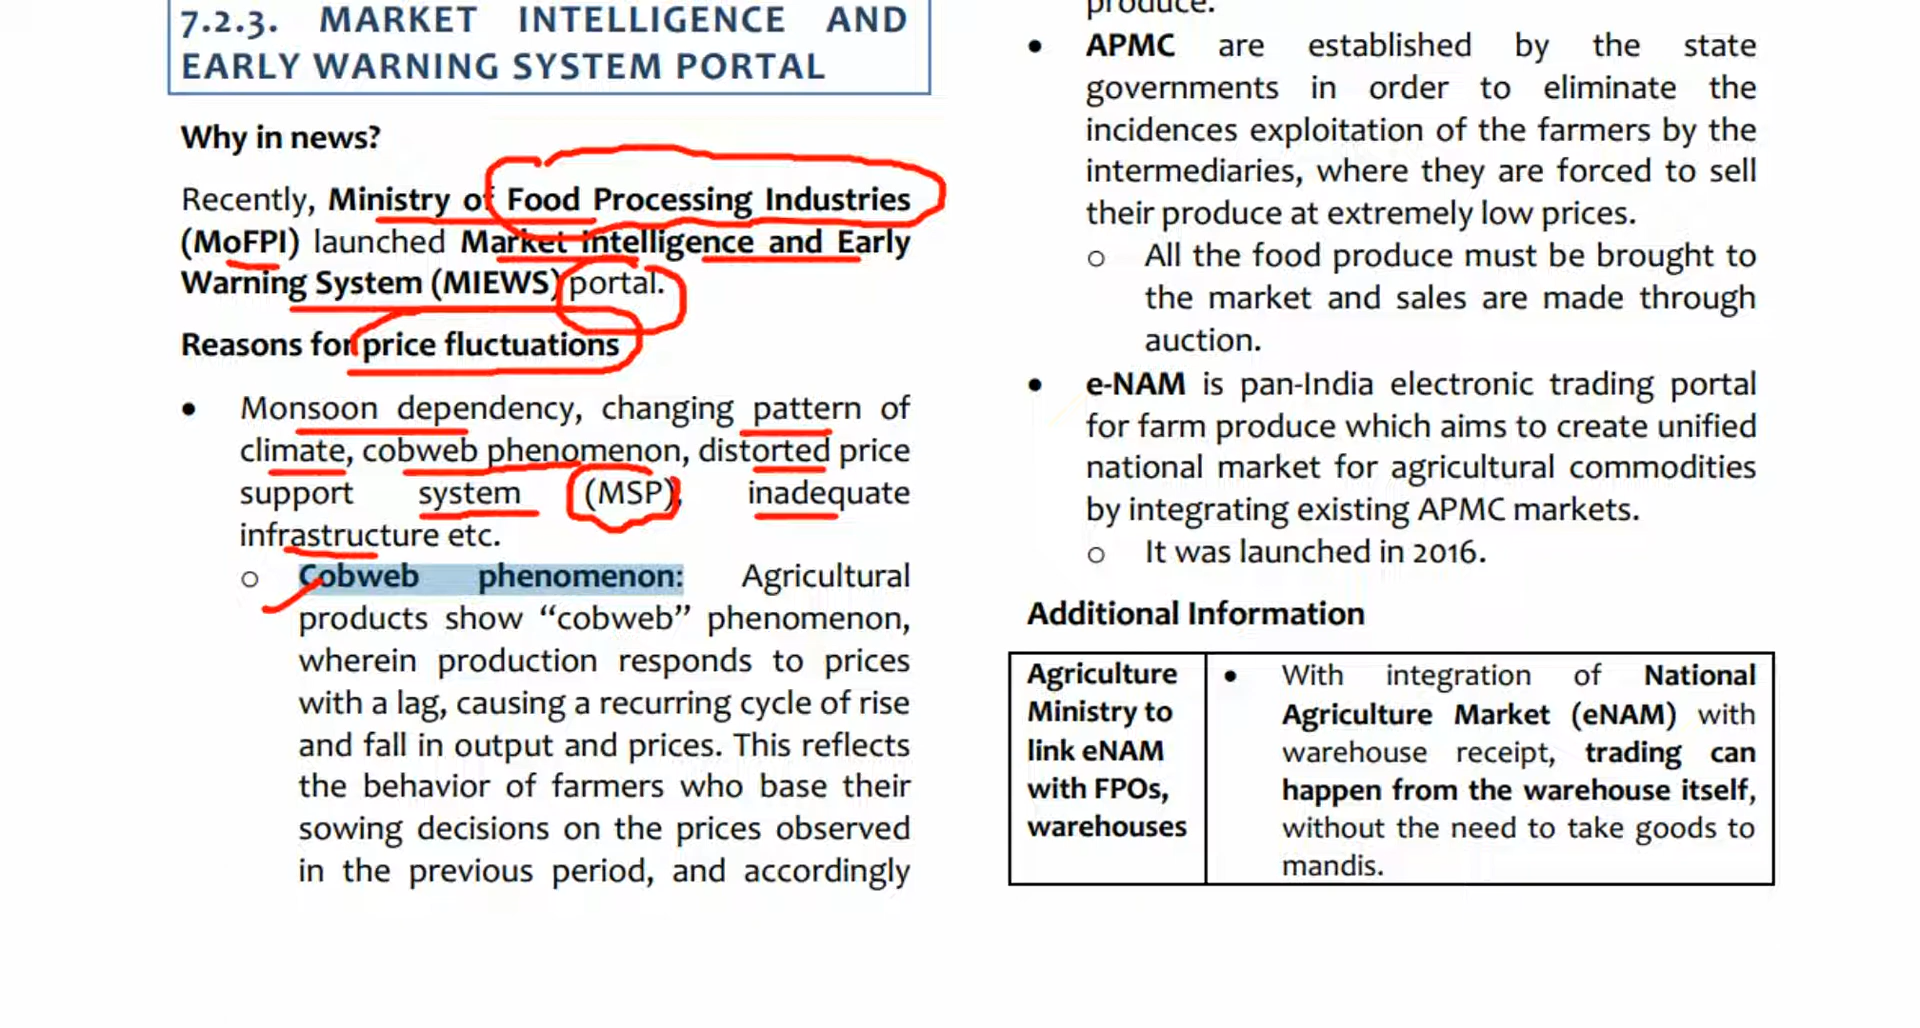 7.2.3. MARKET INTELLIGENCE AND
EARLY WARNING SYSTEM PORTAL
Why in news?
Recently, Ministry of Food Processing Industries
(MoFPI) launched Market Intelligence and Early
Warning System (MIEWS) portal.
Reasons for price fluctuations
• Monsoon dependency, changing pattern of
climate, cobweb phenomenon, distorted price
support system (MSP), inadequate
infrastructure etc.
o Cobweb phenomenon: Agricultural
products show “cobweb” phenomenon,
wherein production responds to prices
with a lag, causing a recurring cycle of rise
and fall in output and prices. This reflects
the behavior of farmers who base their
sowing decisions on the prices observed
in the previous period, and accordingly
produce.
• APMC are established by the state
governments in order to eliminate the
incidences exploitation of the farmers by the
intermediaries, where they are forced to sell
their produce at extremely low prices.
o All the food produce must be brought to
the market and sales are made through
auction.
• e-NAM is pan-India electronic trading portal
for farm produce which aims to create unified
national market for agricultural commodities
by integrating existing APMC markets.
o It was launched in 2016.
Additional Information
Agriculture
Ministry to
link eNAM
with FPOs,
warehouses
• With integration of National
Agriculture Market (eNAM) with
warehouse receipt, trading can
happen from the warehouse itself,
without the need to take goods to
mandis.